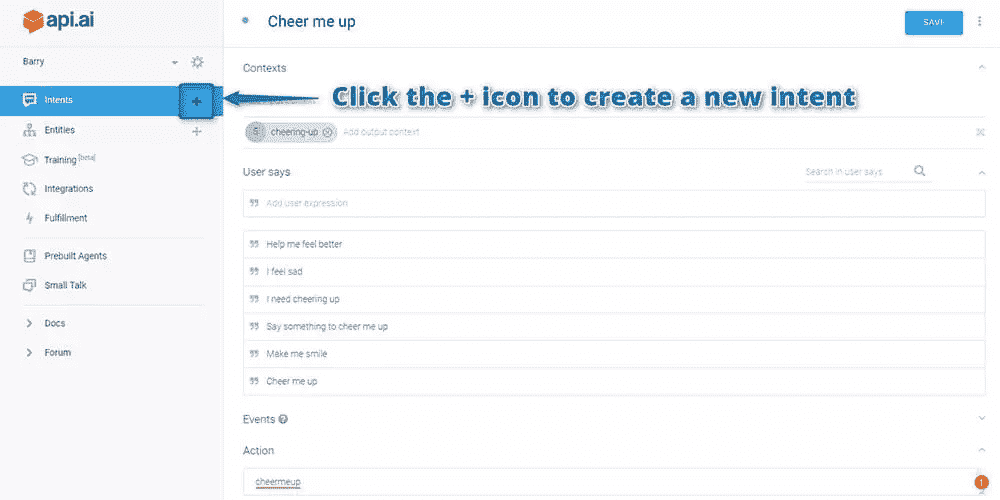 api.ai
Cheer me up
SAVE
Barry
Contexts
Intents
Click the + icon to create a new intent
Entities
5 cheering-up Add output context
Training [beta]
User says
Search in user says
Integrations
Add user expression
Fulfillment
Help me feel better
Prebuilt Agents
I feel sad
Small Talk
I need cheering up
Docs
Say something to cheer me up
Forum
Make me smile
Cheer me up
Events
Action
cheermeup
1